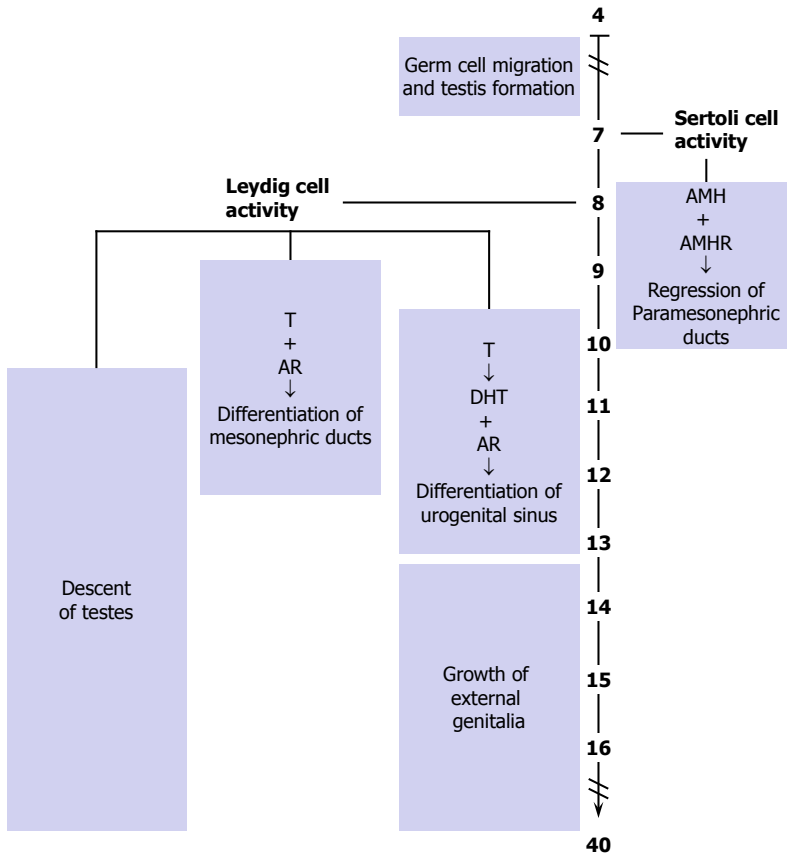 4
Germ cell migration
and testis formation
7
Sertoli cell
activity
Leydig cell
activity
8
AMH
+
AMHR
↓
Regression of
Paramesonephric
ducts
9
T
+
AR
↓
Differentiation of
mesonephric ducts
T
↓
DHT
+
AR
↓
Differentiation of
urogenital sinus
10
11
12
13
Descent
of testes
14
Growth of
external
genitalia
15
16
40